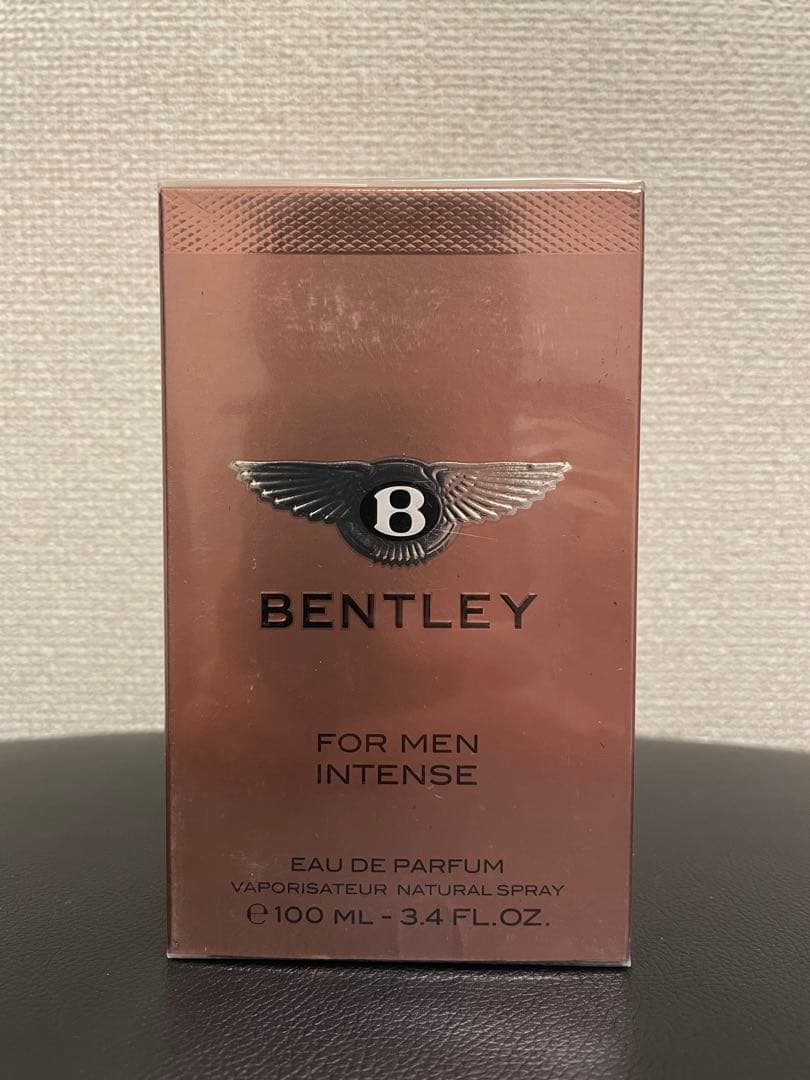 B
BENTLEY
FOR MEN
INTENSE
EAU DE PARFUM
VAPORISATEUR NATURAL SPRAY
℮ 100 ML - 3.4 FL.OZ.